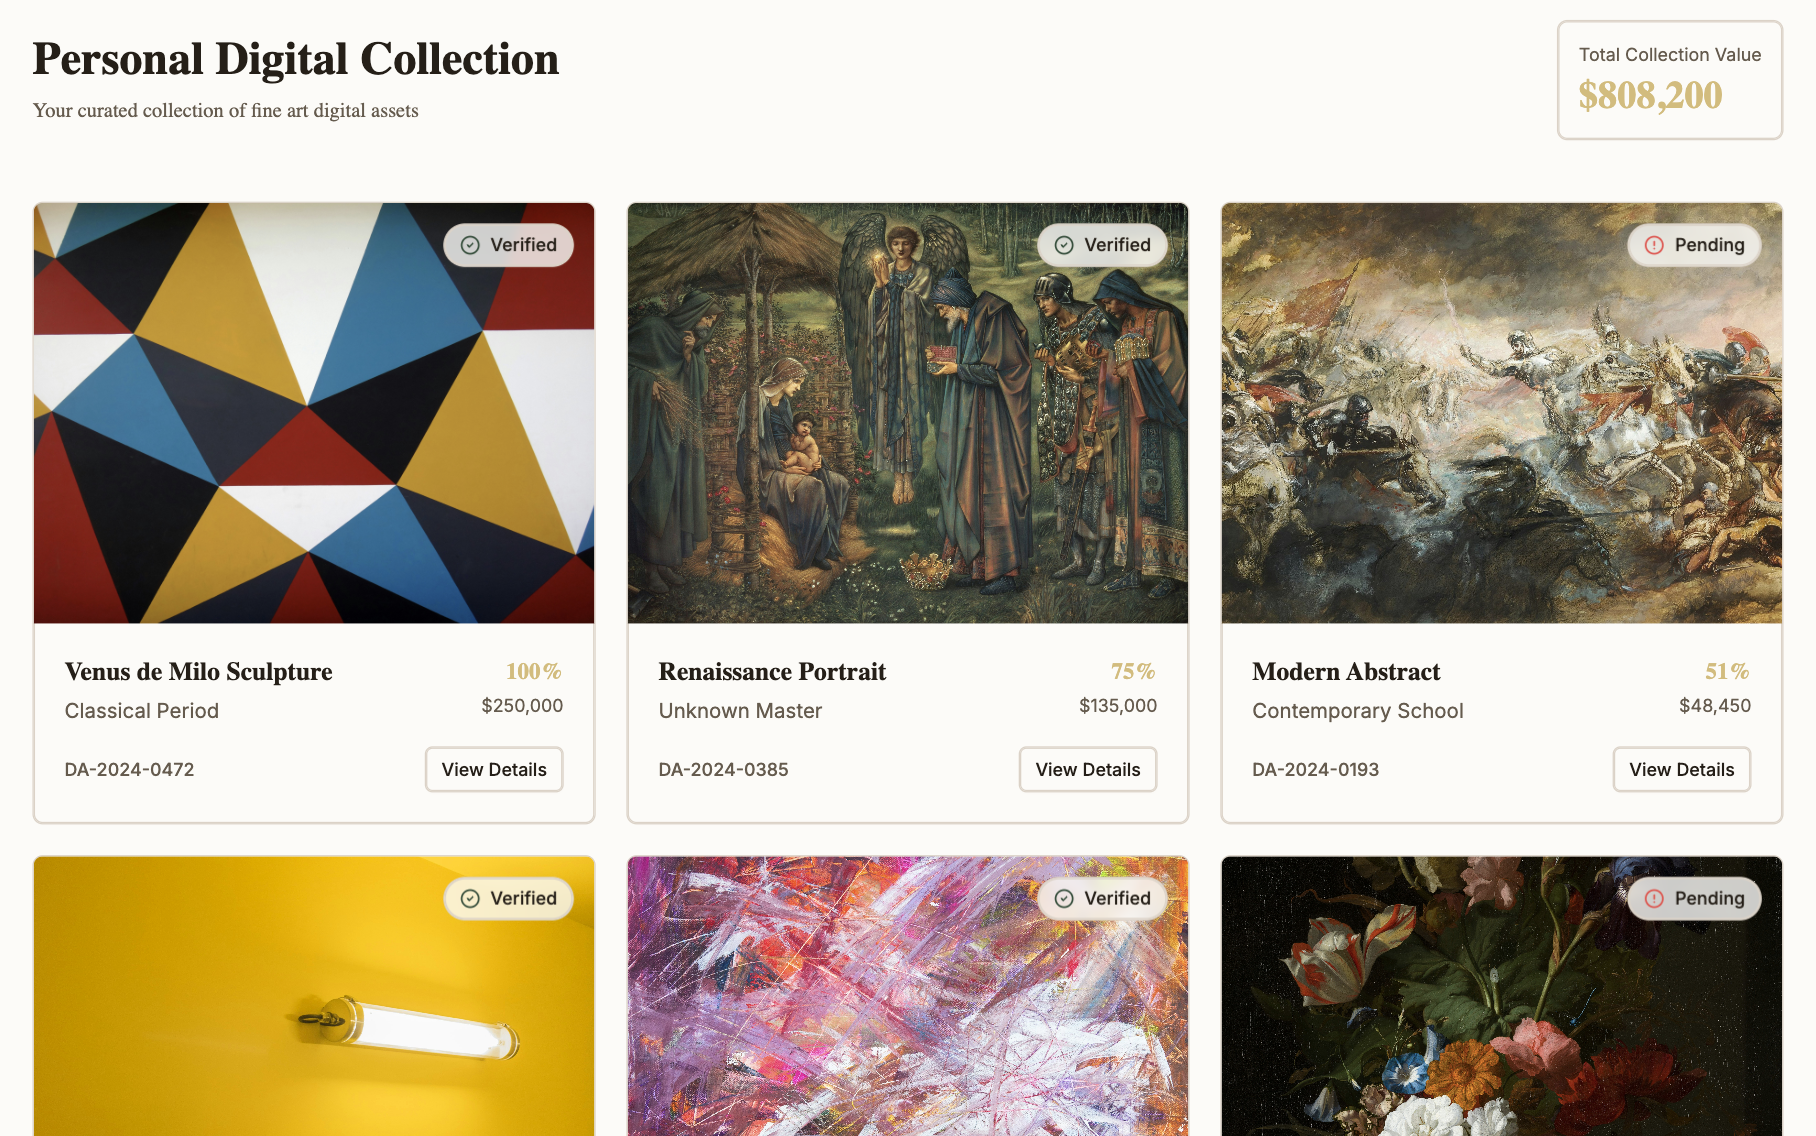 Personal Digital Collection
Your curated collection of fine art digital assets
Total Collection Value
$808,200
Verified
Verified
Pending
Venus de Milo Sculpture
100%
Classical Period
$250,000
DA-2024-0472
View Details
Renaissance Portrait
75%
Unknown Master
$135,000
DA-2024-0385
View Details
Modern Abstract
51%
Contemporary School
$48,450
DA-2024-0193
View Details
Verified
Verified
Pending